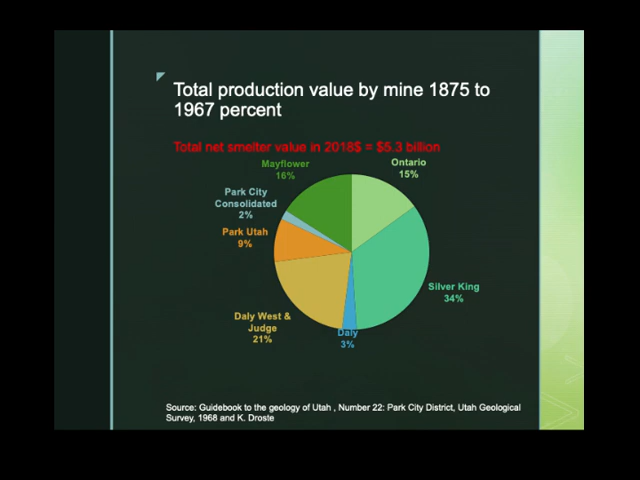 Total production value by mine 1875 to
1967 percent
Total net smelter value in 2018$ = $5.3 billion
Mayflower
16%
Ontario
15%
Park City
Consolidated
2%
Park Utah
9%
Silver King
34%
Daly West &
Judge
21%
Daly
3%
Source: Guidebook to the geology of Utah , Number 22: Park City District, Utah Geological
Survey, 1968 and K. Droste